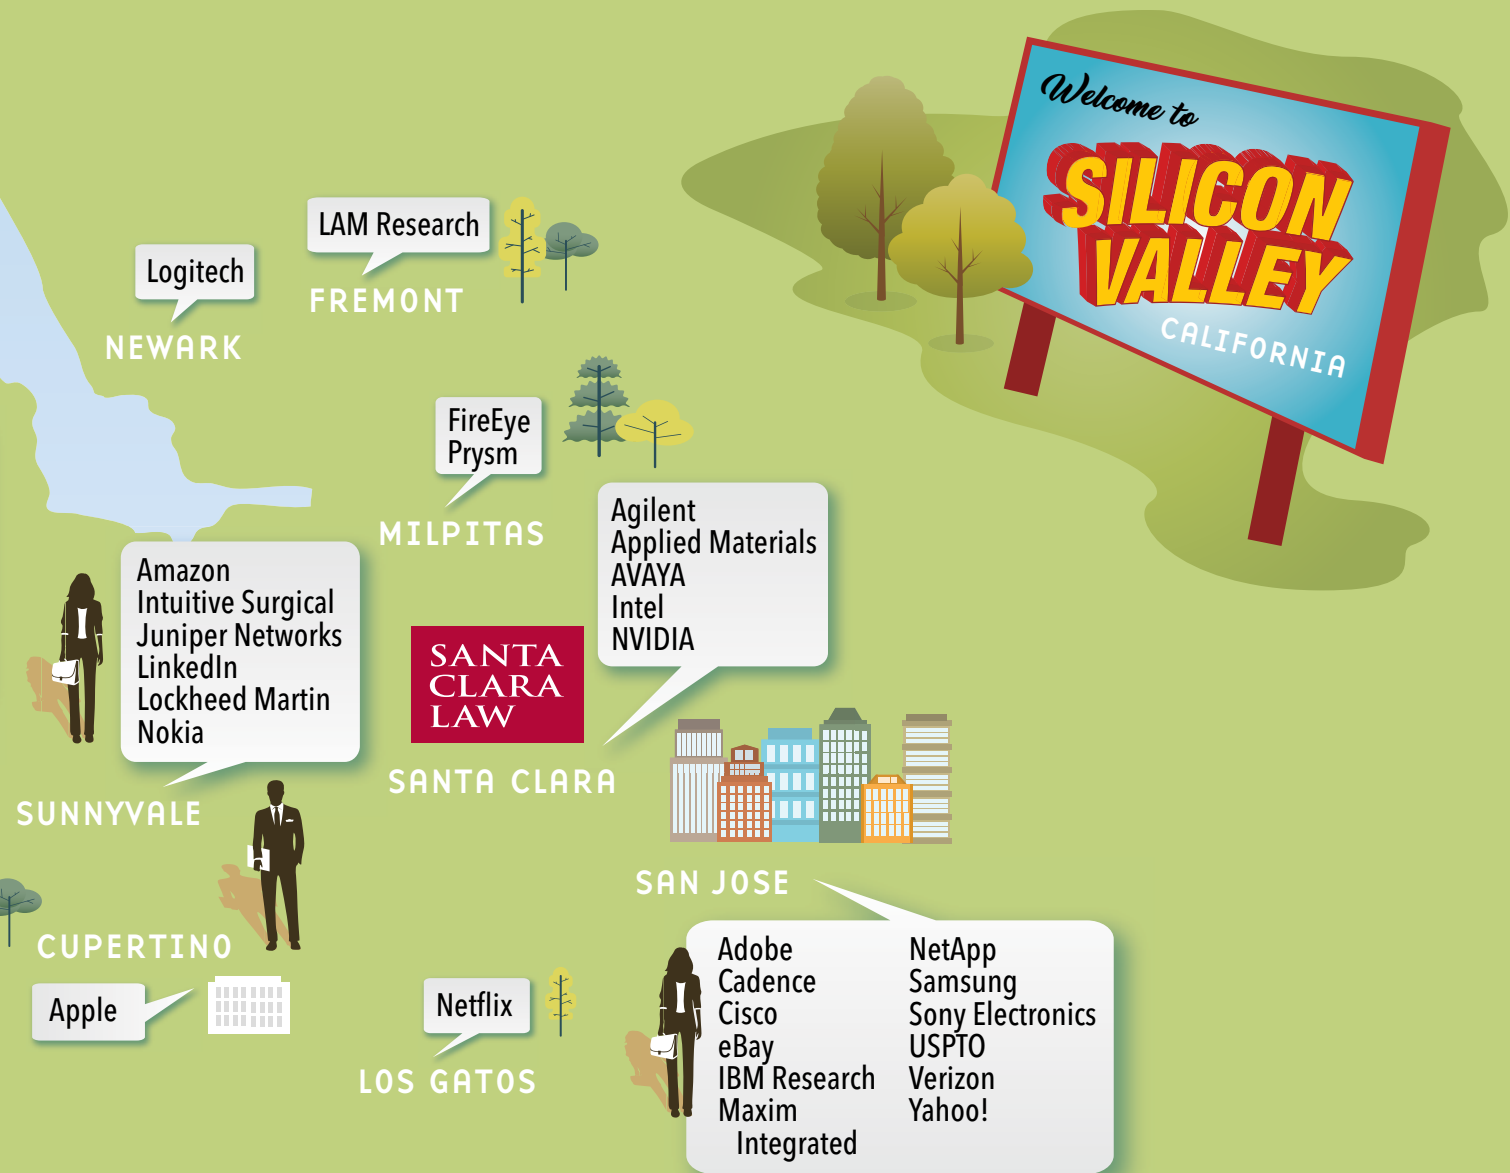 Welcome to
SILICON
VALLEY
CALIFORNIA
LAM Research
FREMONT
Logitech
NEWARK
FireEye
Prysm
MILPITAS
Agilent
Applied Materials
AVAYA
Intel
NVIDIA
SANTA
CLARA
LAW
SANTA CLARA
Amazon
Intuitive Surgical
Juniper Networks
LinkedIn
Lockheed Martin
Nokia
SUNNYVALE
CUPERTINO
Apple
Netflix
LOS GATOS
SAN JOSE
Adobe
Cadence
Cisco
eBay
IBM Research
Maxim
Integrated
NetApp
Samsung
Sony Electronics
USPTO
Verizon
Yahoo!